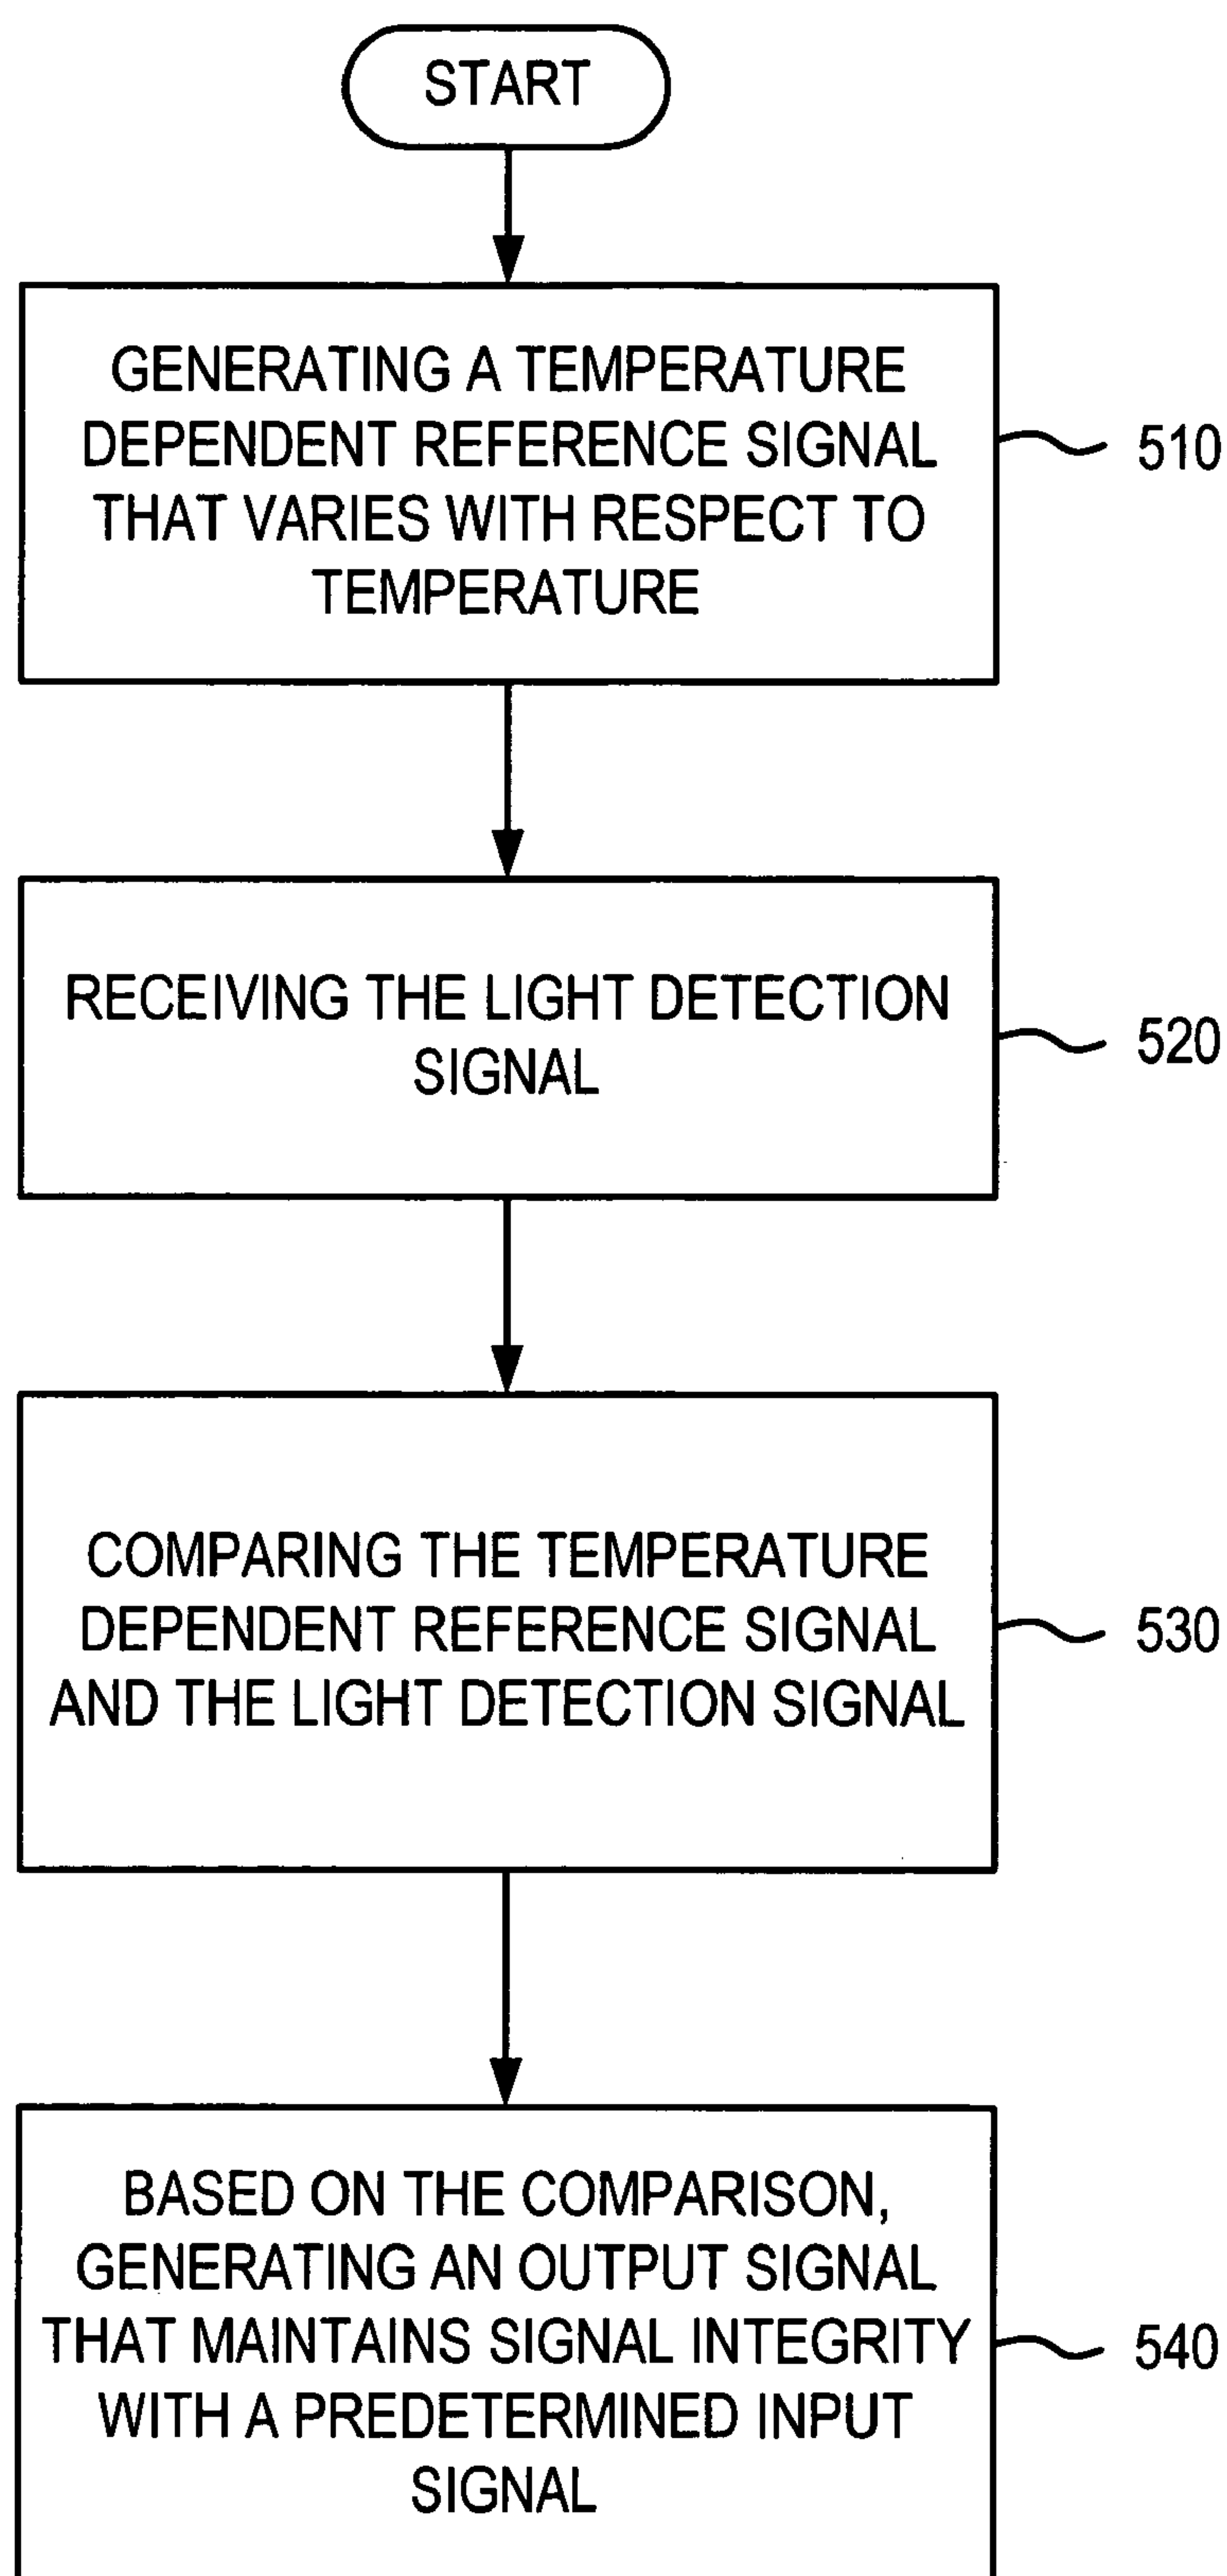 START
GENERATING A TEMPERATURE
DEPENDENT REFERENCE SIGNAL
THAT VARIES WITH RESPECT TO
TEMPERATURE
510
RECEIVING THE LIGHT DETECTION
SIGNAL
520
COMPARING THE TEMPERATURE
DEPENDENT REFERENCE SIGNAL
AND THE LIGHT DETECTION SIGNAL
530
BASED ON THE COMPARISON,
GENERATING AN OUTPUT SIGNAL
THAT MAINTAINS SIGNAL INTEGRITY
WITH A PREDETERMINED INPUT
SIGNAL
540